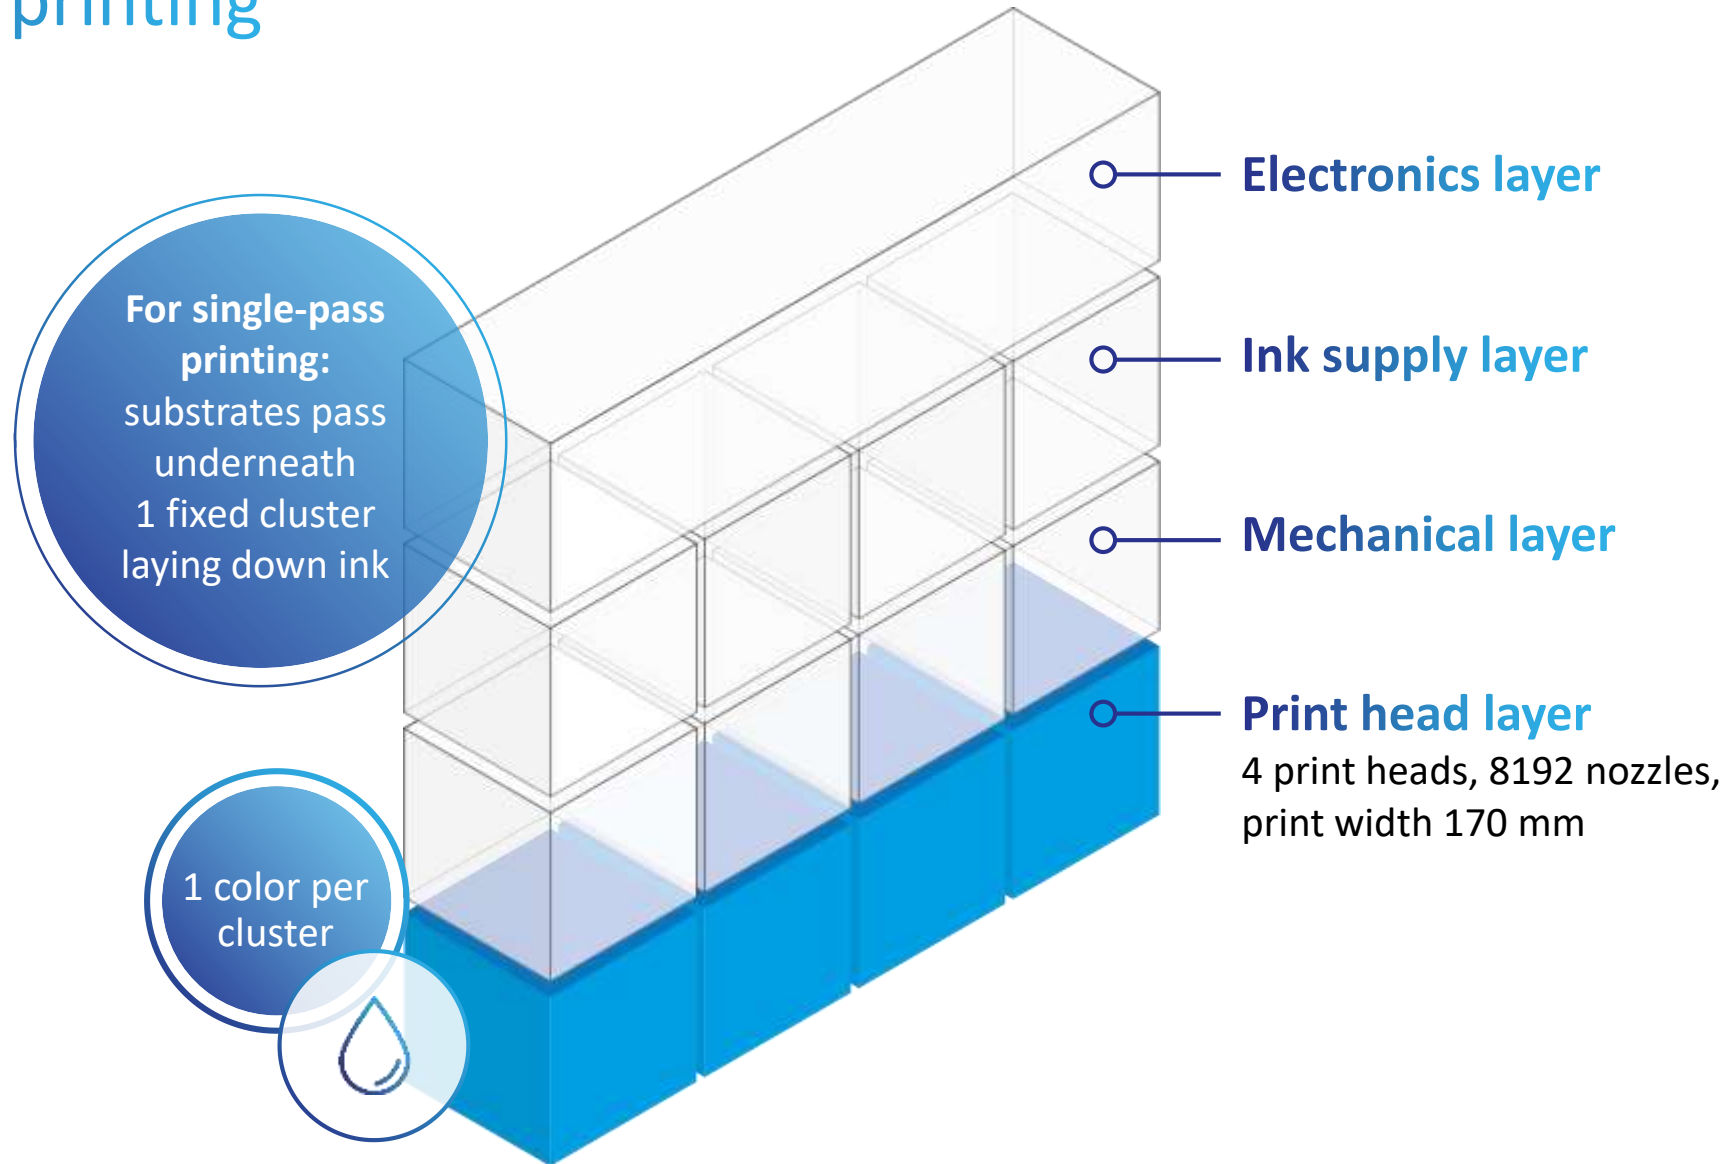 printing
For single-pass
printing:
substrates pass
underneath
1 fixed cluster
laying down ink
1 color per
cluster
Electronics layer
Ink supply layer
Mechanical layer
Print head layer
4 print heads, 8192 nozzles,
print width 170 mm